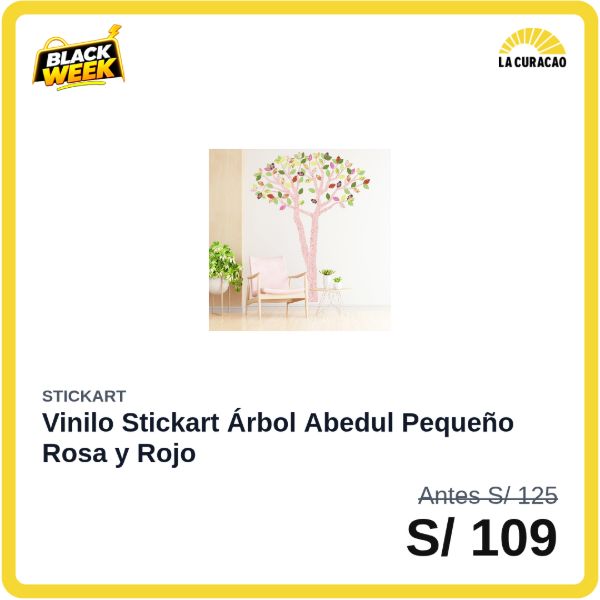 BLACK
WEEK
LA CURACAO
STICKART
Vinilo Stickart Árbol Abedul Pequeño
Rosa y Rojo
Antes S/ 125
S/ 109